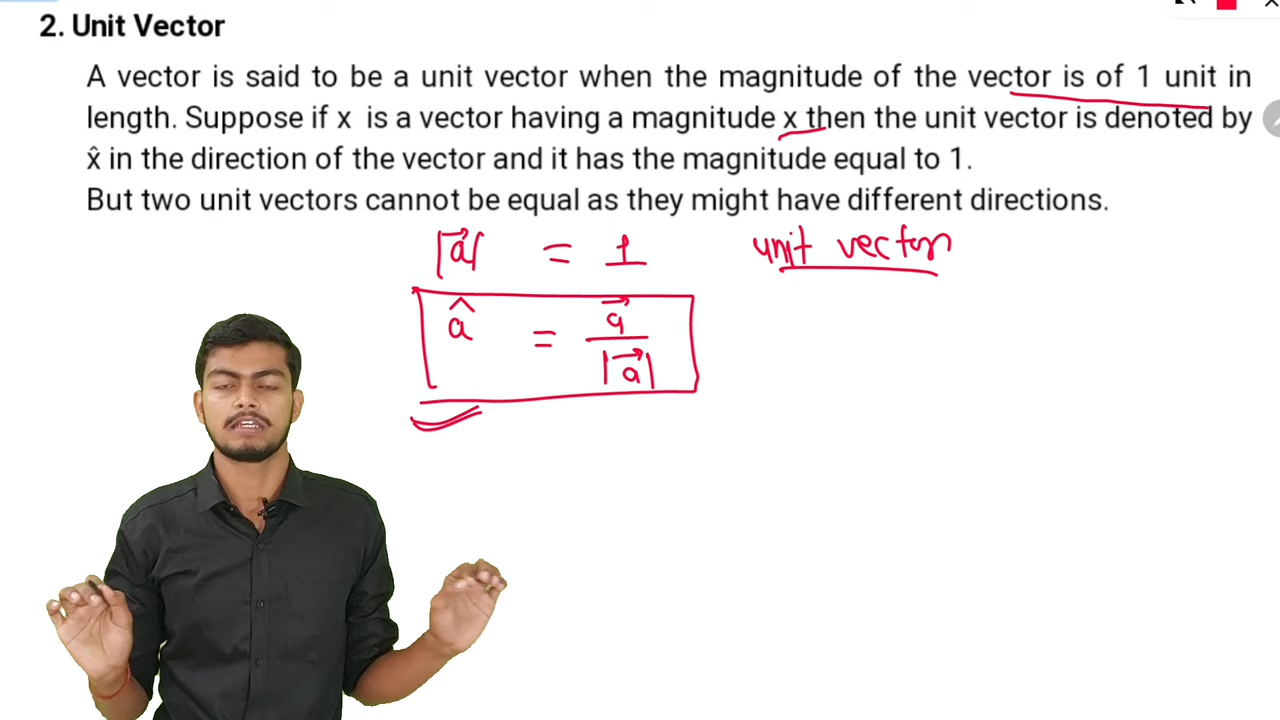 2. Unit Vector
A vector is said to be a unit vector when the magnitude of the vector is of 1 unit in
length. Suppose if x is a vector having a magnitude x then the unit vector is denoted by
x̂ in the direction of the vector and it has the magnitude equal to 1.
But two unit vectors cannot be equal as they might have different directions.
|a⃗| = 1 unit vector
â = a⃗ / |a⃗|